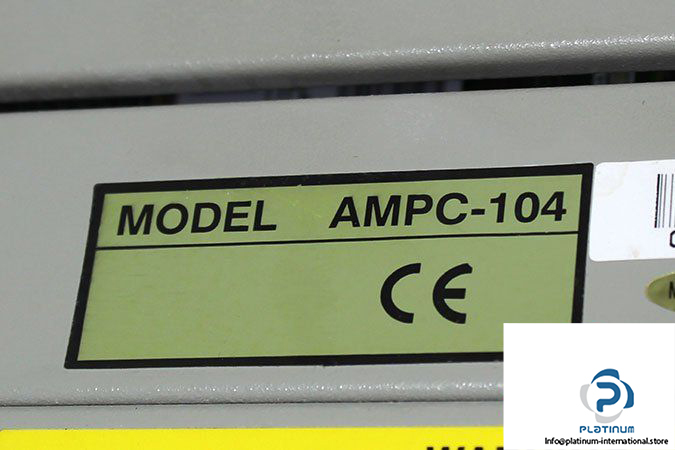 MODEL AMPC-104
CE
PLATINUM
Info@platinum-international.store